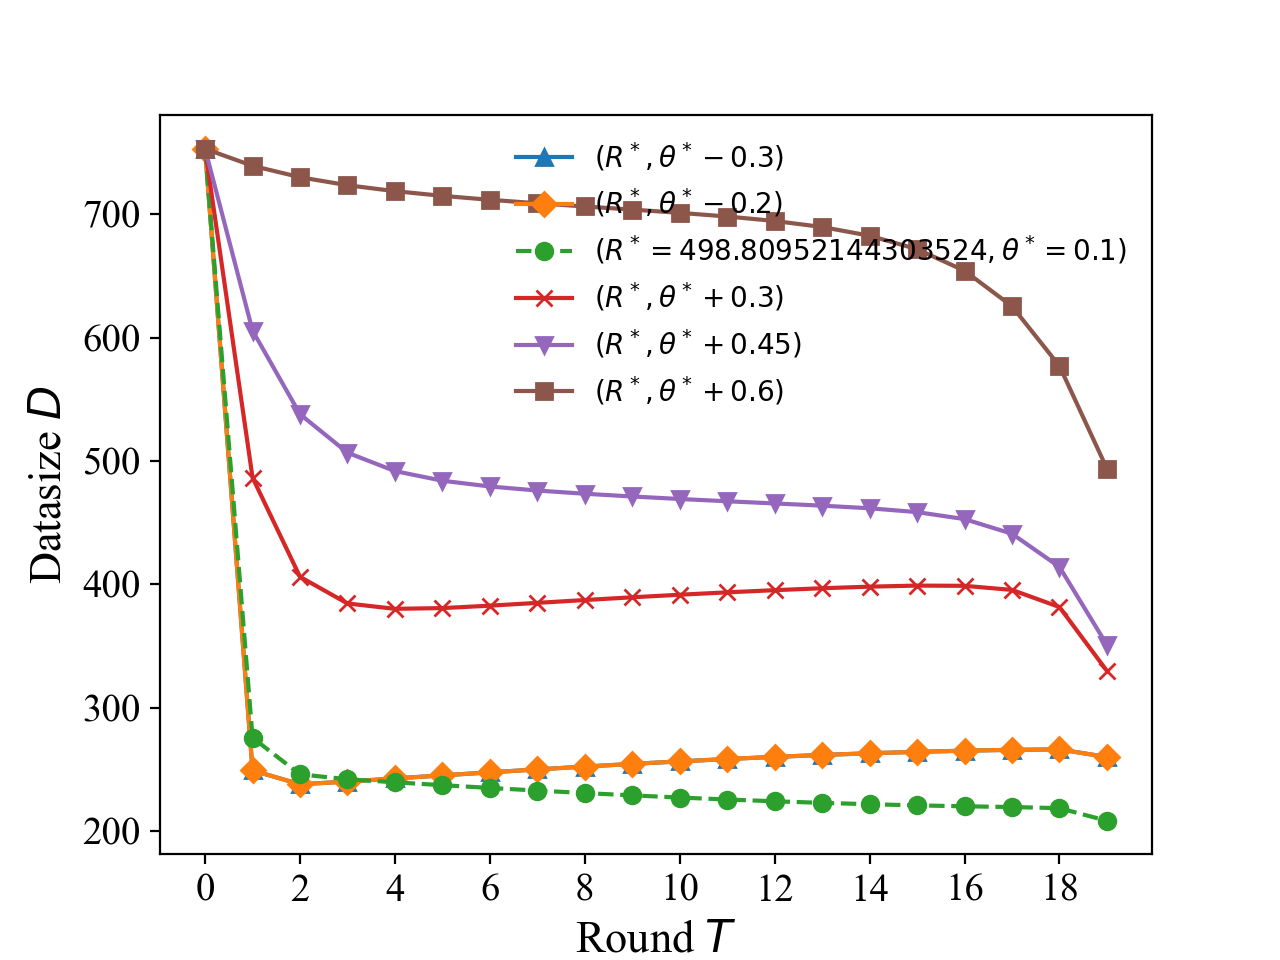 (R*, θ* − 0.3)
(R*, θ* − 0.2)
(R* = 498.80952144303524, θ* = 0.1)
(R*, θ* + 0.3)
(R*, θ* + 0.45)
(R*, θ* + 0.6)
700
600
500
400
300
200
Datasize D
0 2 4 6 8 10 12 14 16 18
Round T